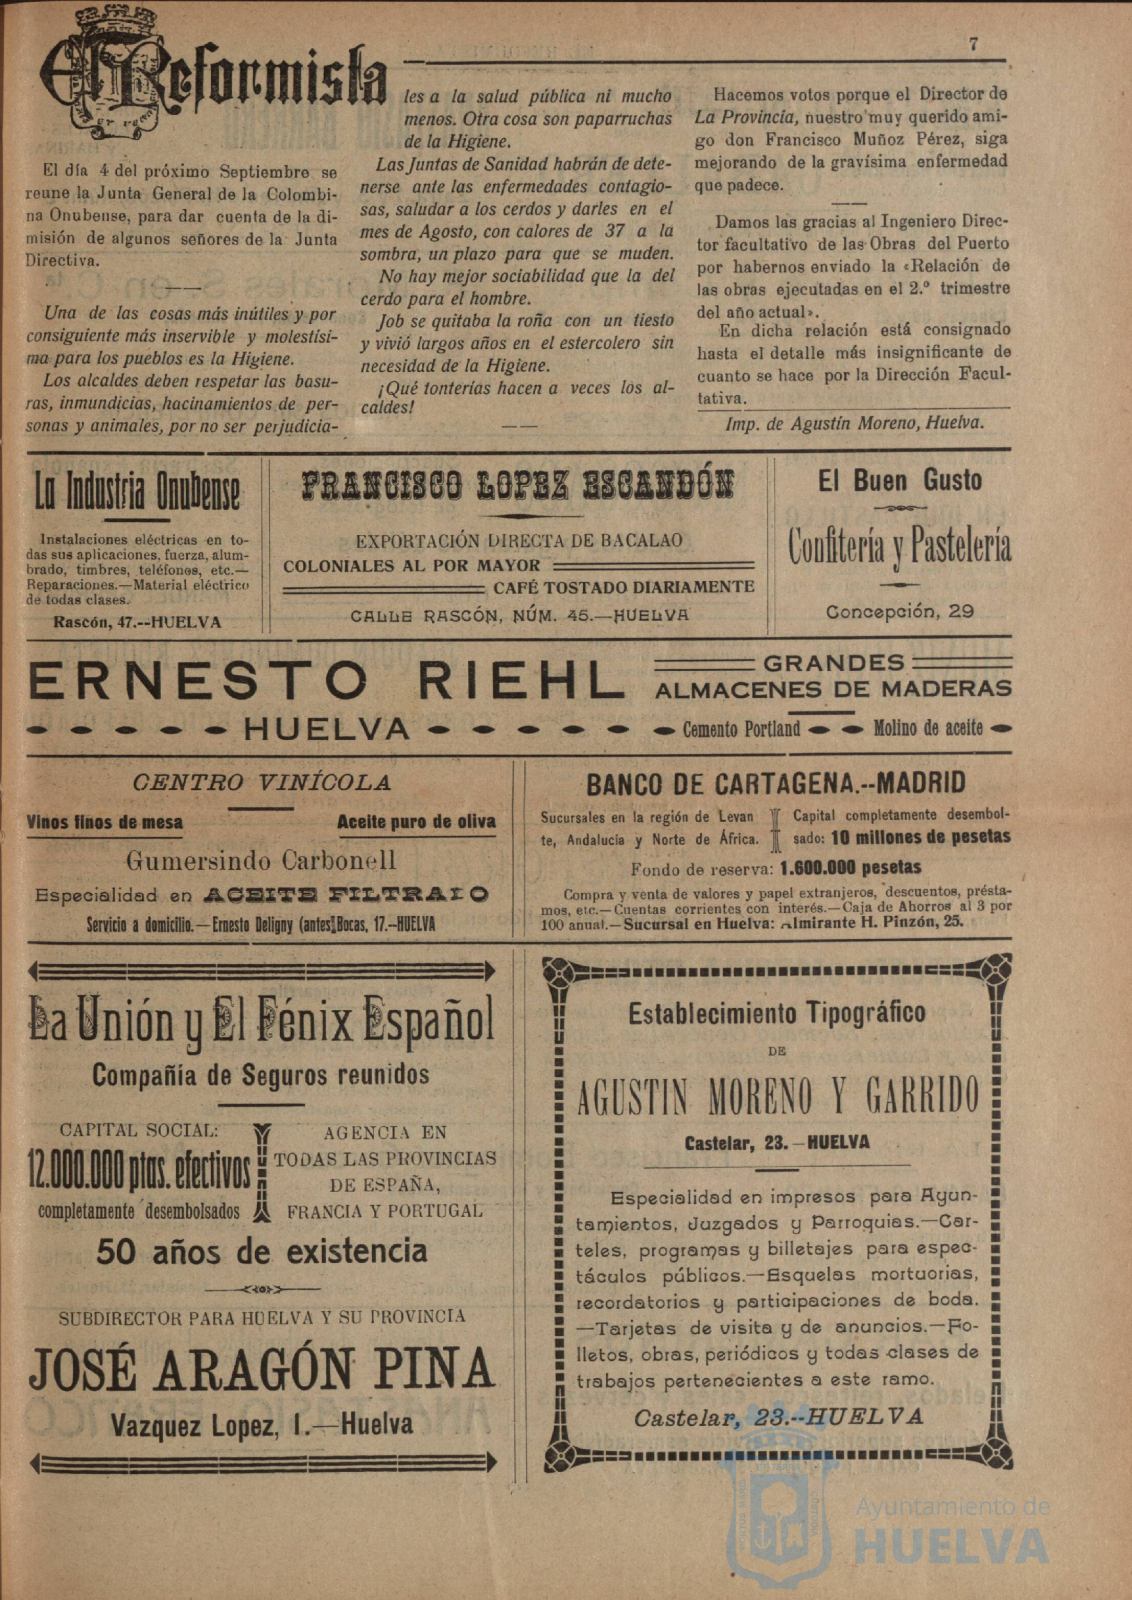 El Reformista
7
El día 4 del próximo Septiembre se
reune la Junta General de la Colombi-
na Onubense, para dar cuenta de la di-
misión de algunos señores de la Junta
Directiva.
Una de las cosas más inútiles y por
consiguiente más inservible y molestísi-
ma para los pueblos es la Higiene.
Los alcaldes deben respetar las basu-
ras, inmundicias, hacinamientos de per-
sonas y animales, por no ser perjudicia-
les a la salud pública ni mucho
menos. Otra cosa son paparruchas
de la Higiene.
Las Juntas de Sanidad habrán de dete-
nerse ante las enfermedades contagio-
sas, saludar a los cerdos y darles en el
mes de Agosto, con calores de 37 a la
sombra, un plazo para que se muden.
No hay mejor sociabilidad que la del
cerdo para el hombre.
Job se quitaba la roña con un tiesto
y vivió largos años en el estercolero sin
necesidad de la Higiene.
¡Qué tonterías hacen a veces los al-
caldes!
Hacemos votos porque el Director de
La Provincia, nuestro muy querido ami-
go don Francisco Muñoz Pérez, siga
mejorando de la gravísima enfermedad
que padece.
Damos las gracias al Ingeniero Direc-
tor facultativo de las Obras del Puerto
por habernos enviado la «Relación de
las obras ejecutadas en el 2.º trimestre
del año actual».
En dicha relación está consignado
hasta el detalle más insignificante de
cuanto se hace por la Dirección Facul-
tativa.
Imp. de Agustín Moreno, Huelva.
La Industria Onubense
Instalaciones eléctricas en to-
das sus aplicaciones, fuerza, alum-
brado, timbres, teléfonos, etc.—
Reparaciones.—Material eléctrico
de todas clases.
Rascón, 47.--HUELVA
FRANCISCO LOPEZ ESCANDÓN
EXPORTACIÓN DIRECTA DE BACALAO
COLONIALES AL POR MAYOR
CAFÉ TOSTADO DIARIAMENTE
CALLE RASCÓN, NÚM. 45.—HUELVA
El Buen Gusto
Confitería y Pastelería
Concepción, 29
ERNESTO RIEHL
HUELVA
GRANDES
ALMACENES DE MADERAS
Cemento Portland
Molino de aceite
CENTRO VINÍCOLA
Vinos finos de mesa
Aceite puro de oliva
Gumersindo Carbonell
Especialidad en ACEITE FILTRADO
Servicio a domicilio.—Ernesto Deligny (antes Bocas, 17.--HUELVA
BANCO DE CARTAGENA.--MADRID
Sucursales en la región de Levan
te, Andalucía y Norte de África.
Capital completamente desembol-
sado: 10 millones de pesetas
Fondo de reserva: 1.600.000 pesetas
Compra y venta de valores y papel extranjeros, descuentos, présta-
mos, etc.—Cuentas corrientes con interés.—Caja de Ahorros al 3 por
100 anual.—Sucursal en Huelva: Almirante H. Pinzón, 25.
La Unión y El Fénix Español
Compañía de Seguros reunidos
CAPITAL SOCIAL:
12.000.000 ptas. efectivos
completamente desembolsados
AGENCIA EN
TODAS LAS PROVINCIAS
DE ESPAÑA,
FRANCIA Y PORTUGAL
50 años de existencia
SUBDIRECTOR PARA HUELVA Y SU PROVINCIA
JOSÉ ARAGÓN PINA
Vazquez Lopez, 1.—Huelva
Establecimiento Tipográfico
DE
AGUSTIN MORENO Y GARRIDO
Castelar, 23.—HUELVA
Especialidad en impresos para Ayun-
tamientos, Juzgados y Parroquias.—Car-
teles, programas y billetajes para espec-
táculos públicos.—Esquelas mortuorias,
recordatorios y participaciones de boda.
—Tarjetas de visita y de anuncios.—Fo-
lletos, obras, periódicos y todas clases de
trabajos pertenecientes a este ramo.
Castelar, 23.--HUELVA
Ayuntamiento de
HUELVA